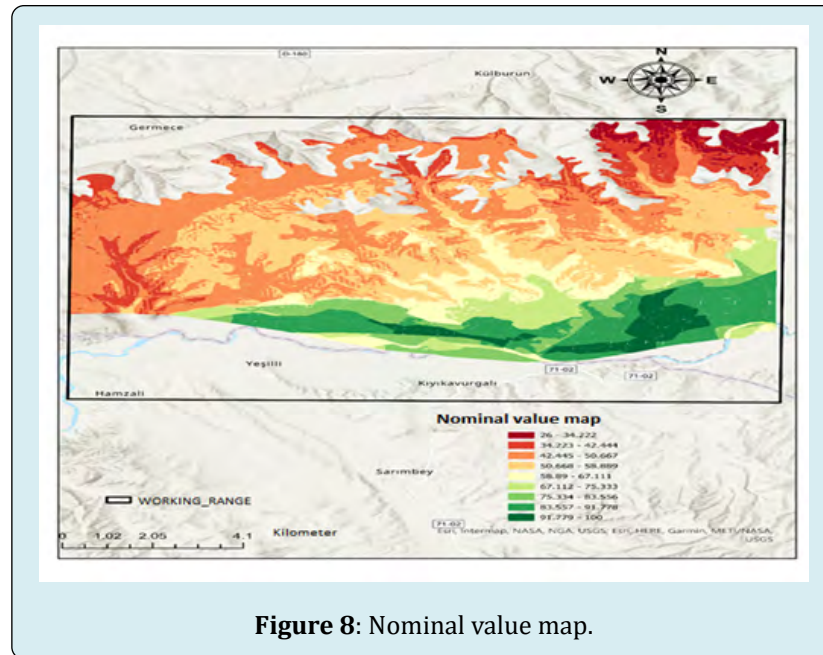 D-180
Külburun
N
W E
S
Germece
Yeşilli
71-02
71-02
Kıyıkavurgalı
Hamzalı
Nominal value map
26 - 34.222
34.223 - 42.444
42.445 - 50.667
50.668 - 58.889
58.89 - 67.111
67.112 - 75.333
75.334 - 83.556
83.557 - 91.778
91.779 - 100
Sarımbey
WORKING_RANGE
71-02
0 1.02 2.05 4.1 Kilometer
Esri, Intermap, NASA, NGA, USGS; Esri, HERE, Garmin, METI/NASA,
USGS
Figure 8: Nominal value map.